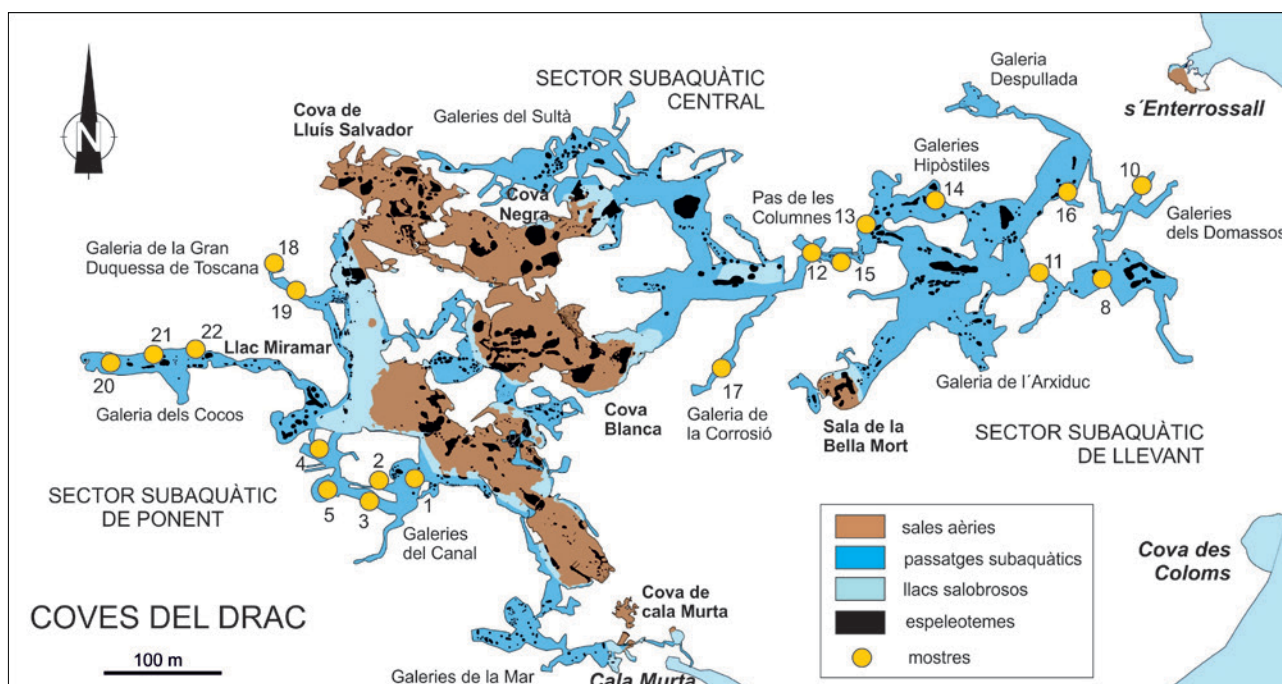 N
SECTOR SUBAQUÀTIC
CENTRAL
Cova de
Lluís Salvador
Galeries del Sultà
Cova
Negra
Galeria
Despullada
s´Enterrossall
Galeries
Hipòstiles
Pas de les
Columnes
Galeries
dels Domassos
Galeria de la Gran
Duquessa de Toscana
Llac Miramar
Galeria dels Cocos
Cova
Blanca
Galeria de
la Corrosió
Galeria de l´Arxiduc
Sala de la
Bella Mort
SECTOR SUBAQUÀTIC
DE LLEVANT
SECTOR SUBAQUÀTIC
DE PONENT
Galeries
del Canal
Cova de
cala Murta
Galeries de la Mar
Cala Murta
Cova des
Coloms
COVES DEL DRAC
100 m
sales aèries
passatges subaquàtics
llacs salobrosos
espeleotemes
mostres
10
14
13
16
12
15
11
8
18
19
21
22
20
17
4
2
5
3
1